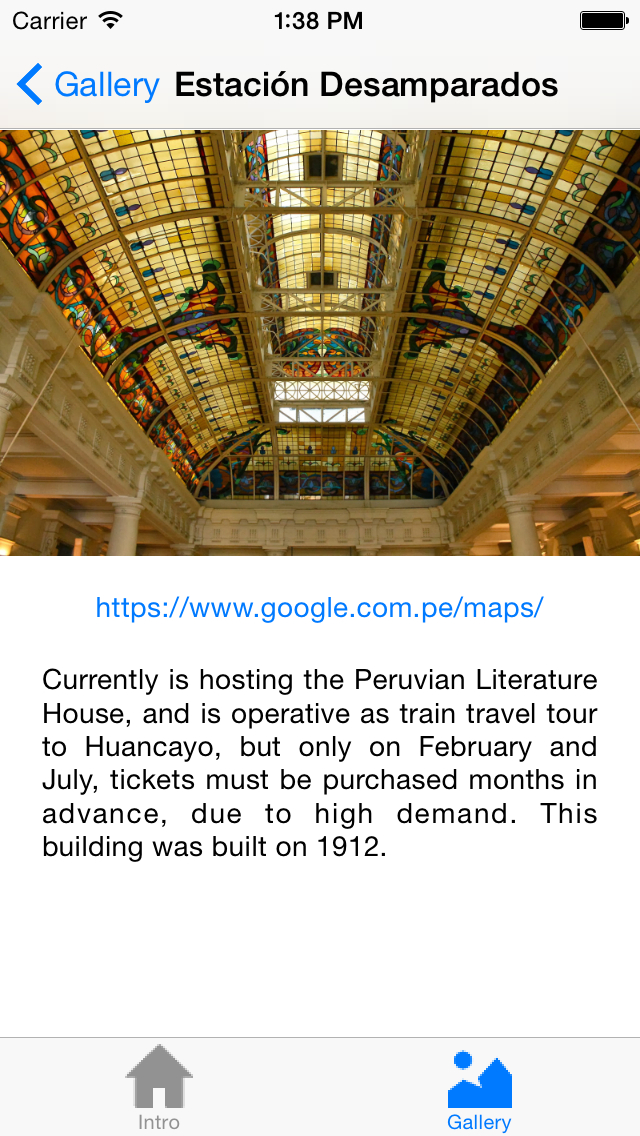 Carrier 1:38 PM
Gallery Estación Desamparados
https://www.google.com.pe/maps/
Currently is hosting the Peruvian Literature
House, and is operative as train travel tour
to Huancayo, but only on February and
July, tickets must be purchased months in
advance, due to high demand. This
building was built on 1912.
Intro Gallery